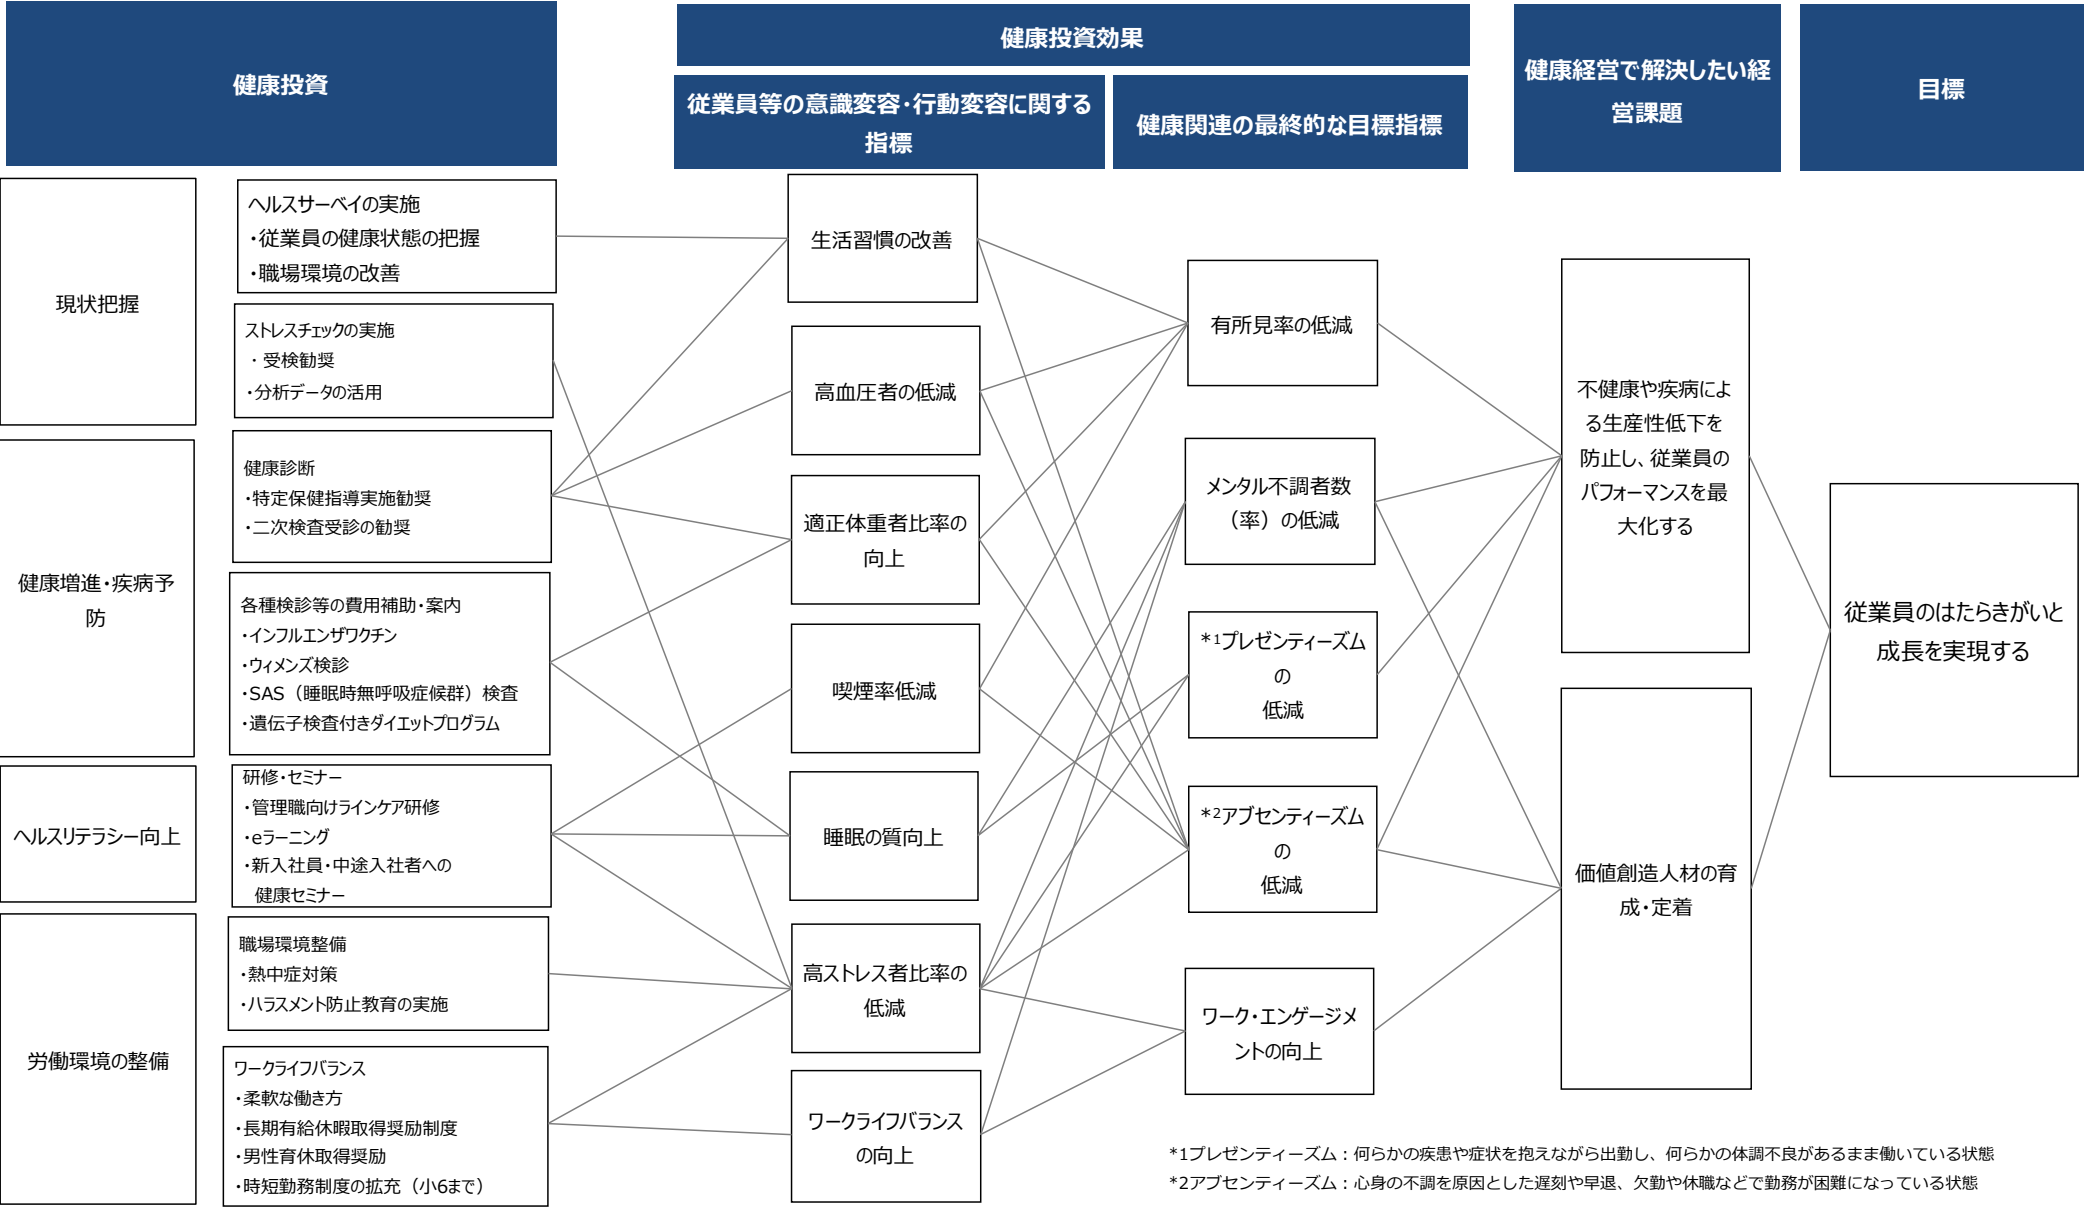 健康投資
健康投資効果
従業員等の意識変容・行動変容に関する
指標
健康関連の最終的な目標指標
健康経営で解決したい経
営課題
目標
現状把握
ヘルスサーベイの実施
・従業員の健康状態の把握
・職場環境の改善
ストレスチェックの実施
・受検勧奨
・分析データの活用
健康増進・疾病予
防
健康診断
・特定保健指導実施勧奨
・二次検査受診の勧奨
各種検診等の費用補助・案内
・インフルエンザワクチン
・ウィメンズ検診
・SAS（睡眠時無呼吸症候群）検査
・遺伝子検査付きダイエットプログラム
ヘルスリテラシー向上
研修・セミナー
・管理職向けラインケア研修
・eラーニング
・新入社員・中途入社者への
健康セミナー
労働環境の整備
職場環境整備
・熱中症対策
・ハラスメント防止教育の実施
ワークライフバランス
・柔軟な働き方
・長期有給休暇取得奨励制度
・男性育休取得奨励
・時短勤務制度の拡充（小6まで）
生活習慣の改善
高血圧者の低減
適正体重者比率の
向上
喫煙率低減
睡眠の質向上
高ストレス者比率の
低減
ワークライフバランス
の向上
有所見率の低減
メンタル不調者数
（率）の低減
*1プレゼンティーズム
の
低減
*2アブセンティーズム
の
低減
ワーク・エンゲージメ
ントの向上
不健康や疾病によ
る生産性低下を
防止し、従業員の
パフォーマンスを最
大化する
価値創造人材の育
成・定着
従業員のはたらきがいと
成長を実現する
*1プレゼンティーズム：何らかの疾患や症状を抱えながら出勤し、何らかの体調不良があるまま働いている状態
*2アブセンティーズム：心身の不調を原因とした遅刻や早退、欠勤や休職などで勤務が困難になっている状態